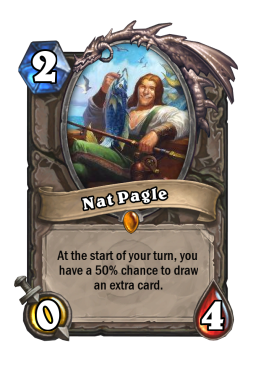 2
Nat Pagle
At the start of your turn, you
have a 50% chance to draw
an extra card.
0
4